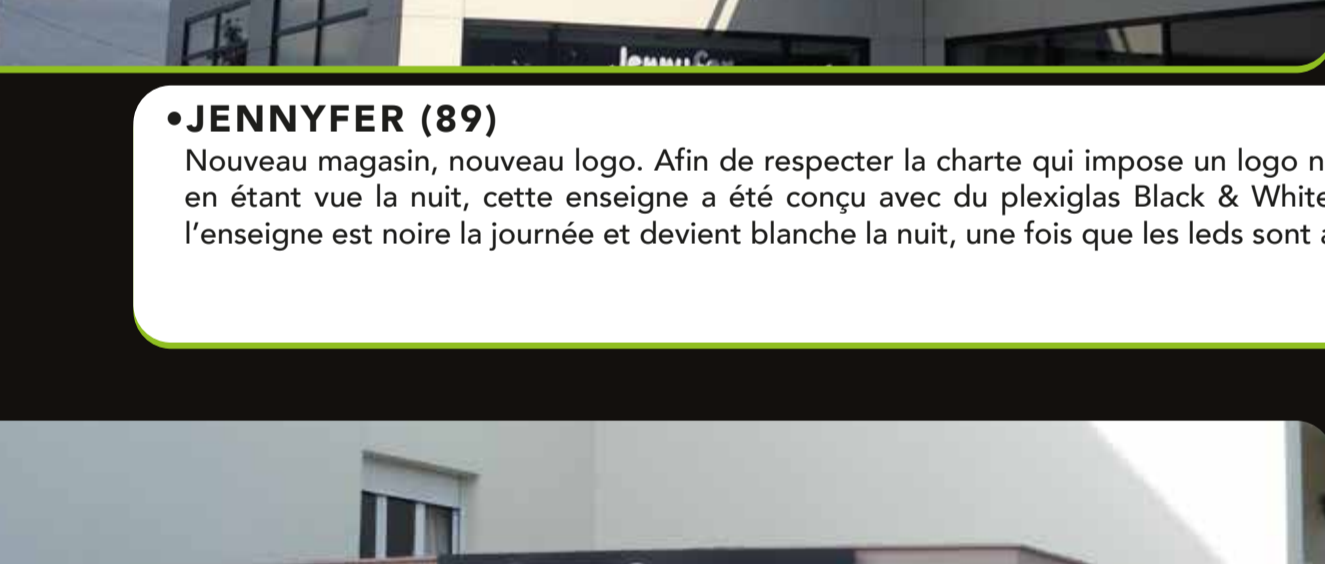 Jennyfer
•JENNYFER (89)
Nouveau magasin, nouveau logo. Afin de respecter la charte qui impose un logo n
en étant vue la nuit, cette enseigne a été conçu avec du plexiglas Black & White
l’enseigne est noire la journée et devient blanche la nuit, une fois que les leds sont a